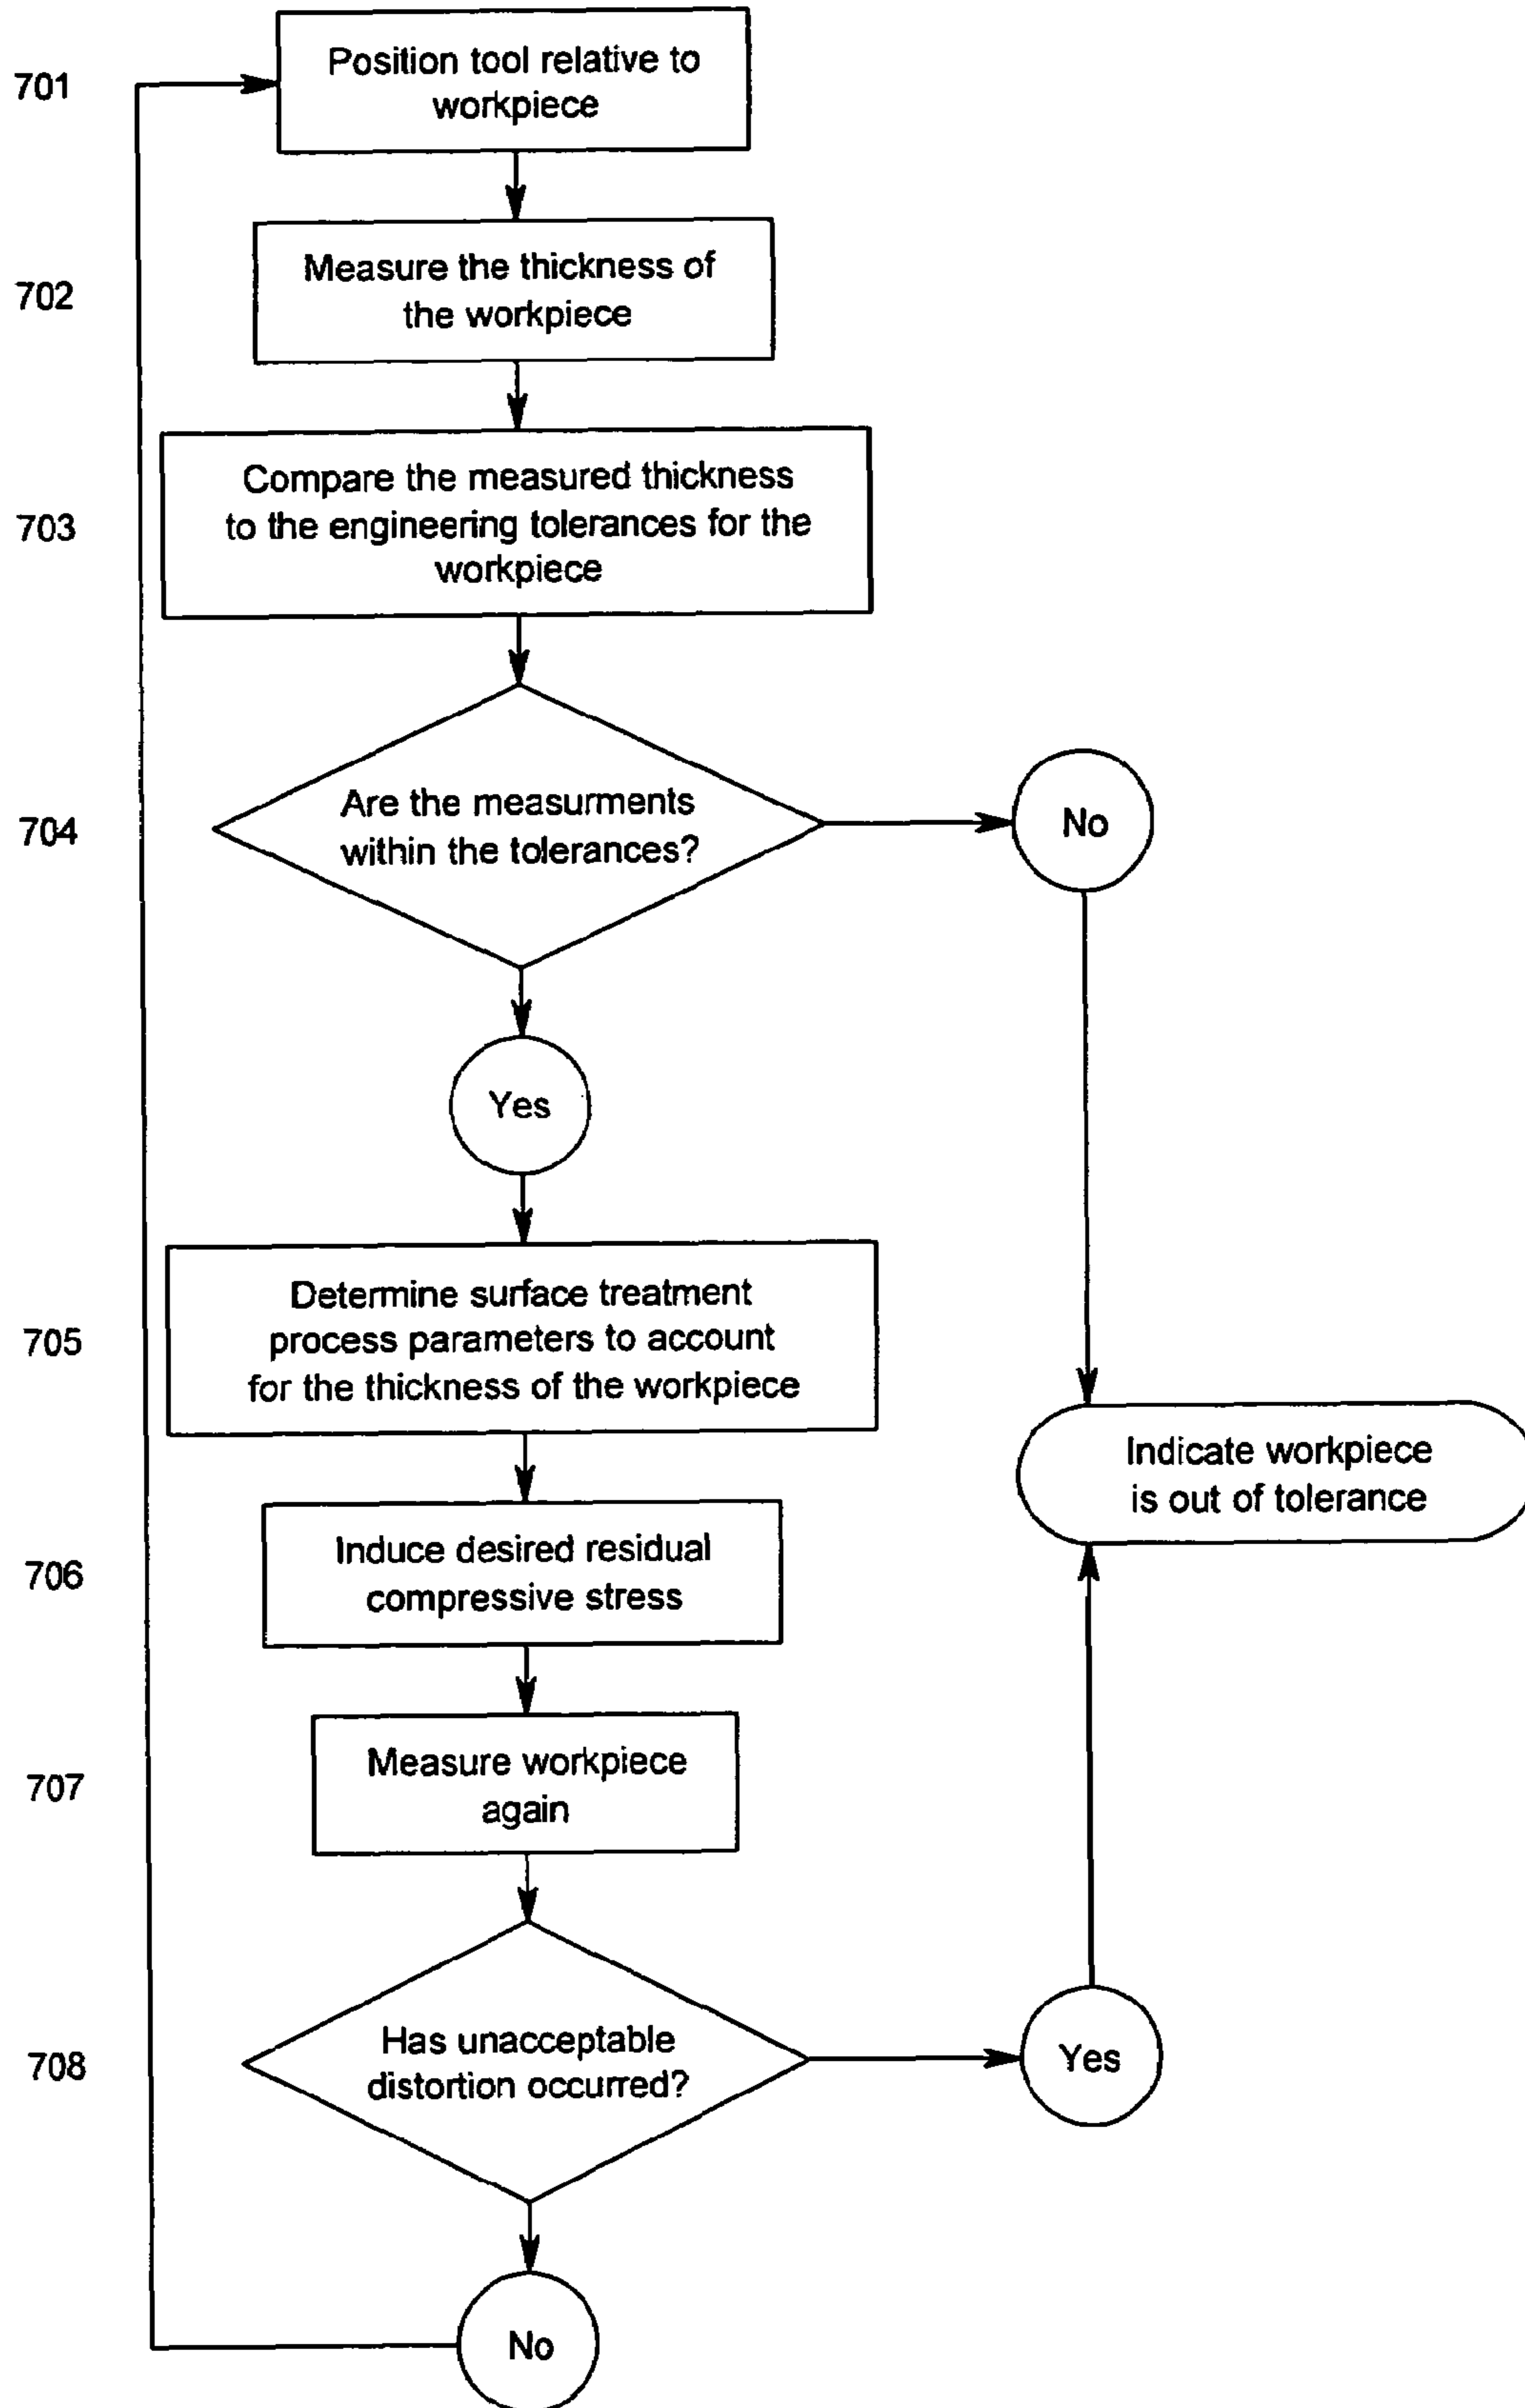 701
Position tool relative to
workpiece
702
Measure the thickness of
the workpiece
703
Compare the measured thickness
to the engineering tolerances for the
workpiece
704
Are the measurments
within the tolerances?
No
Yes
705
Determine surface treatment
process parameters to account
for the thickness of the workpiece
Indicate workpiece
is out of tolerance
706
Induce desired residual
compressive stress
707
Measure workpiece
again
708
Has unacceptable
distortion occurred?
Yes
No